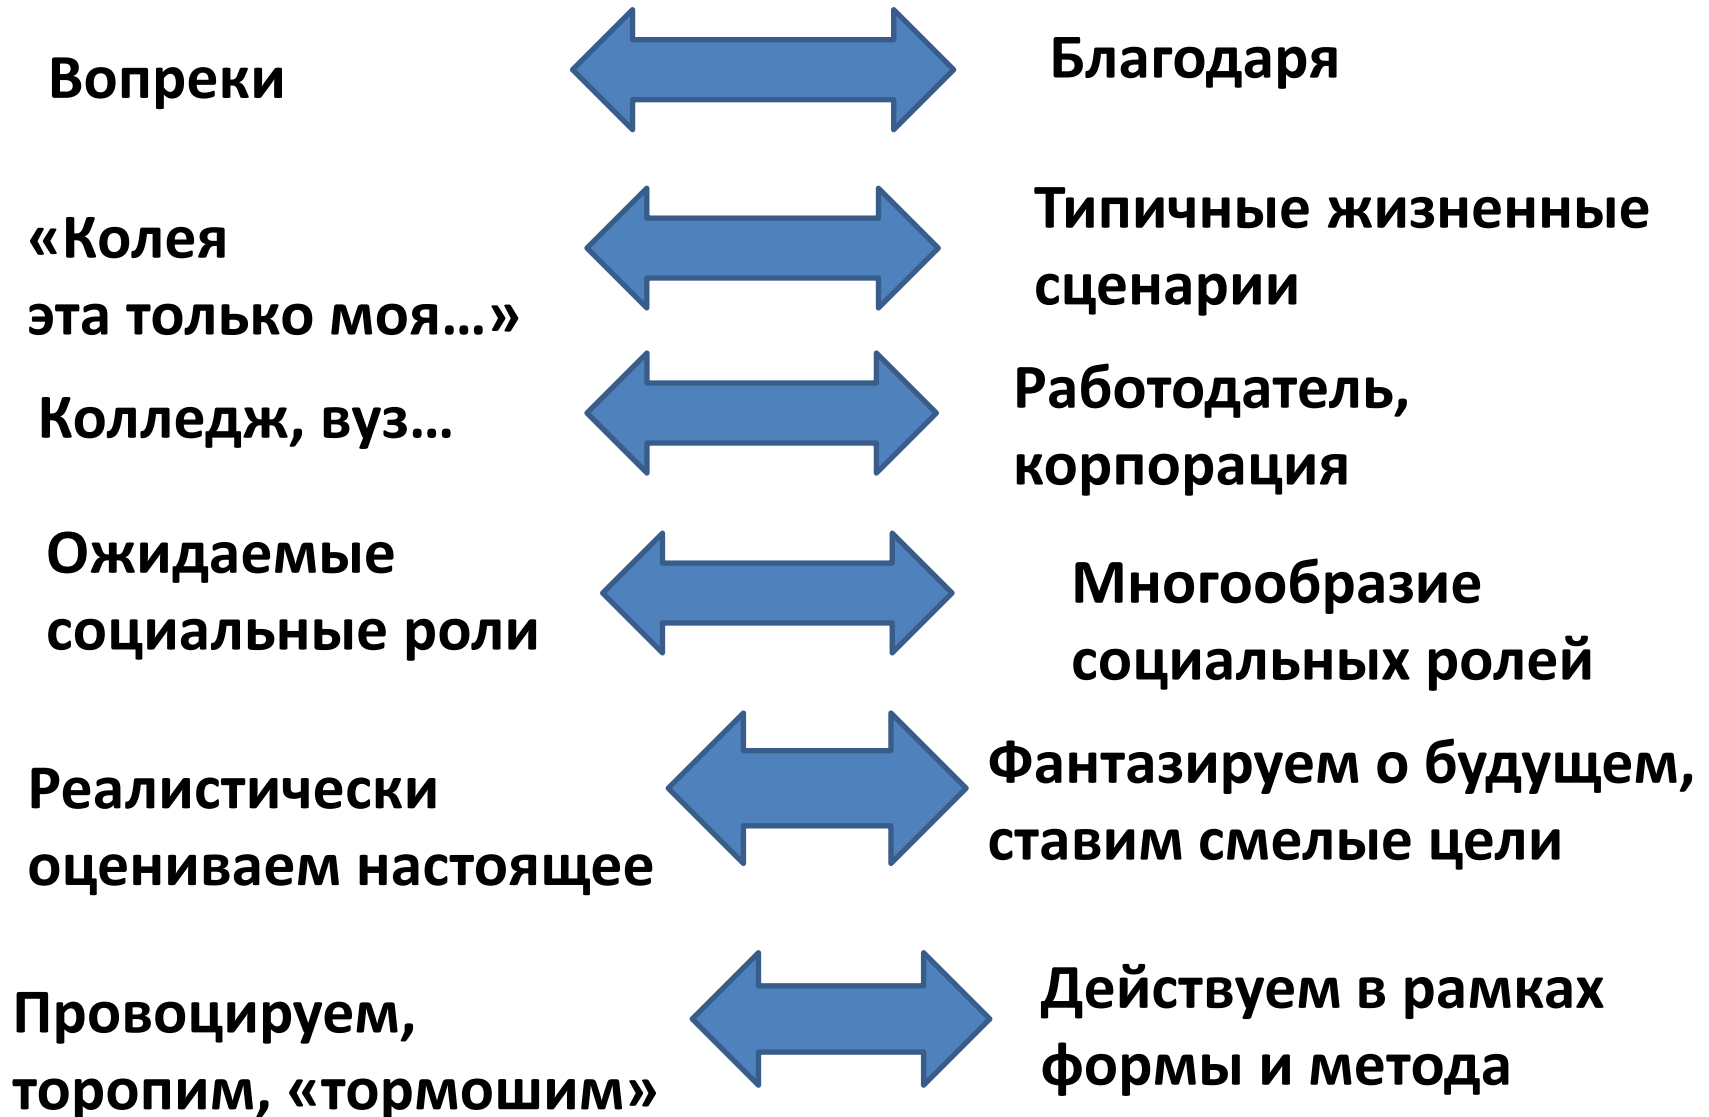 Вопреки
Благодаря
«Колея
эта только моя...»
Типичные жизненные
сценарии
Колледж, вуз...
Работодатель,
корпорация
Ожидаемые
социальные роли
Многообразие
социальных ролей
Реалистически
оцениваем настоящее
Фантазируем о будущем,
ставим смелые цели
Провоцируем,
торопим, «тормошим»
Действуем в рамках
формы и метода